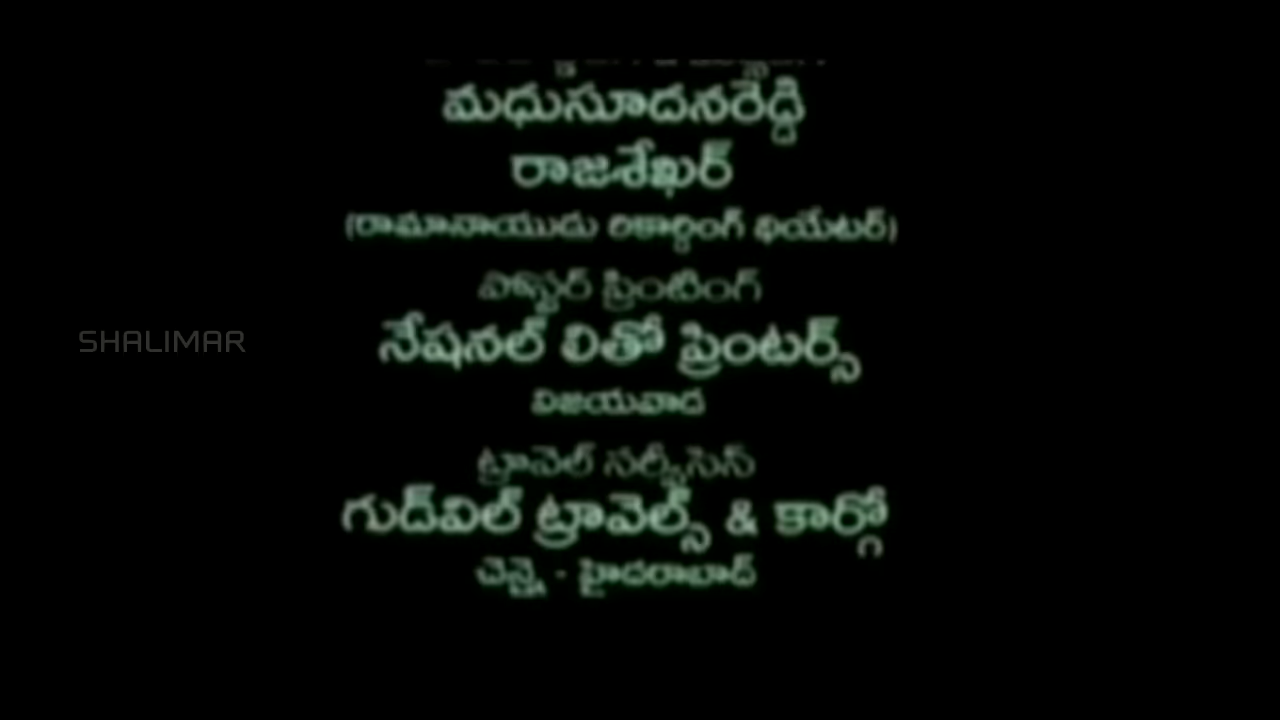 మధుసూదనరెడ్డి
రాజశేఖర్
(రామానాయుడు రికార్డింగ్ థియేటర్)
పోస్టర్ ప్రింటింగ్
SHALIMAR
నేషనల్ లితో ప్రింటర్స్
విజయవాడ
ట్రావెల్ సర్వీసెస్
గుడ్‌విల్ ట్రావెల్స్ & కార్గో
చెన్నై - హైదరాబాద్